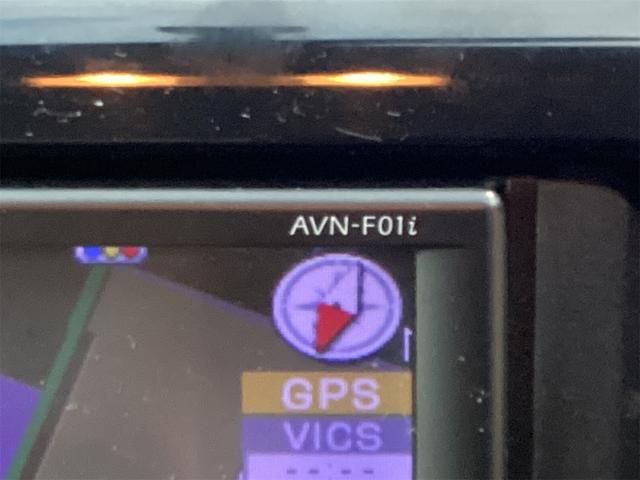 AVN-F01i
GPS
VICS
--:--